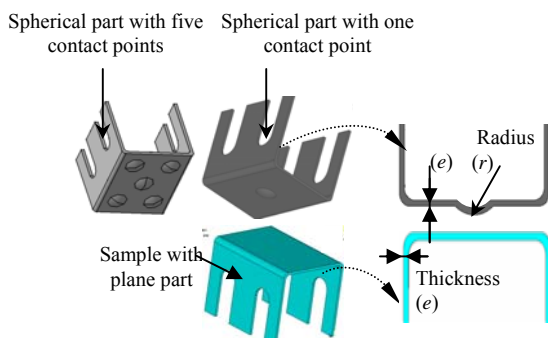 Spherical part with five
contact points
Spherical part with one
contact point
Radius
(r)
(e)
Sample with
plane part
Thickness
(e)